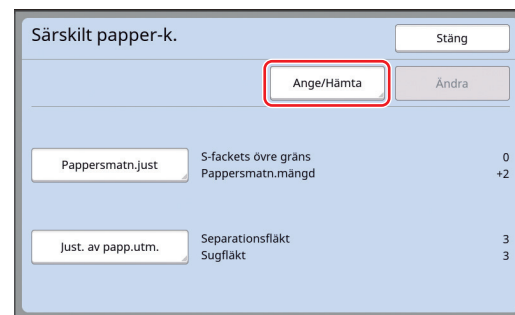 Särskilt papper-k.
Stäng
Ange/Hämta
Ändra
Pappersmatn.just
S-fackets övre gräns 0
Pappersmatn.mängd +2
Just. av papp.utm.
Separationsfläkt 3
Sugfläkt 3